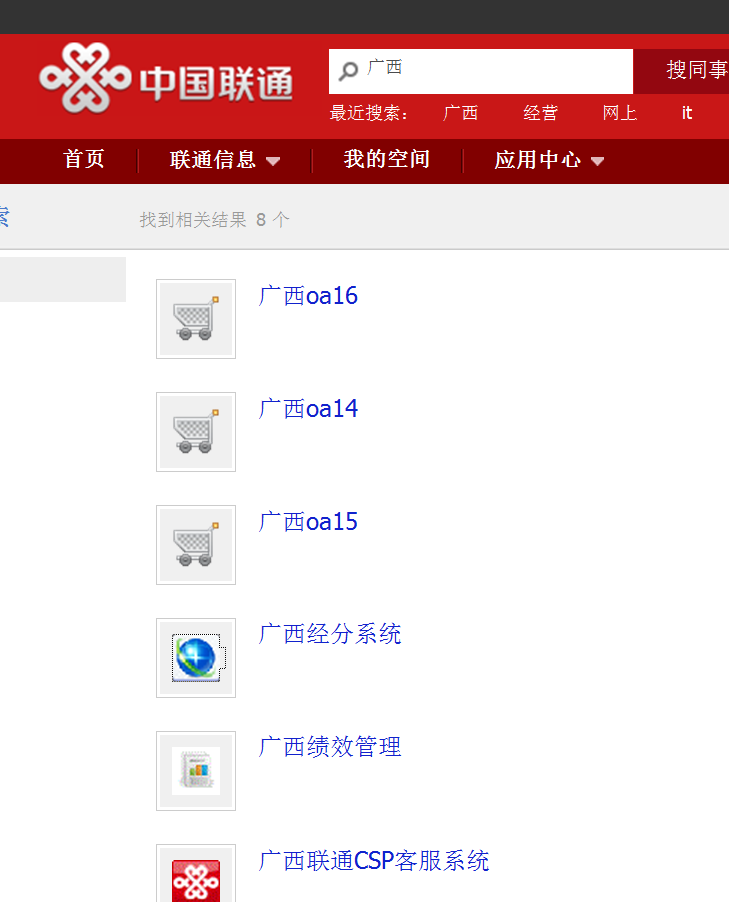 中国联通
广西
搜同事
最近搜索: 广西 经营 网上 it
首页 联通信息 我的空间 应用中心
索
找到相关结果 8 个
广西oa16
广西oa14
广西oa15
广西经分系统
广西绩效管理
广西联通CSP客服系统